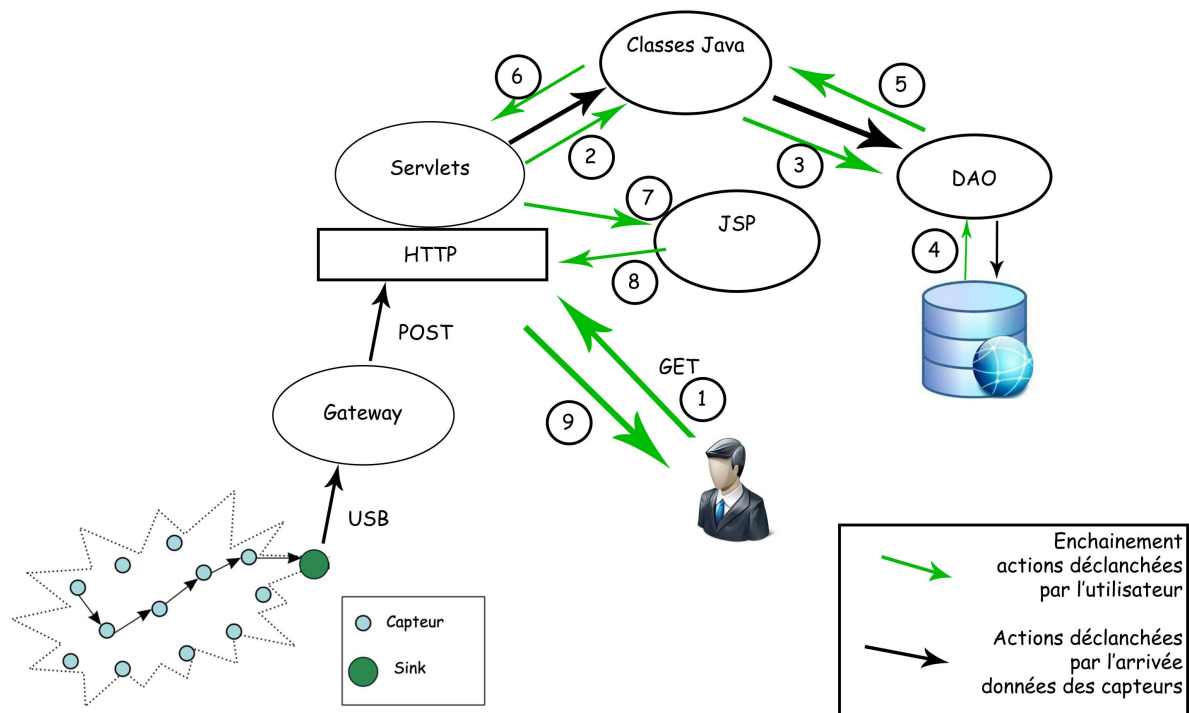 Classes Java
6
5
2
3
Servlets
DAO
7
JSP
4
HTTP
8
POST
GET
1
Gateway
9
USB
Capteur
Sink
Enchainement
actions déclanchées
par l'utilisateur
Actions déclanchées
par l'arrivée
données des capteurs